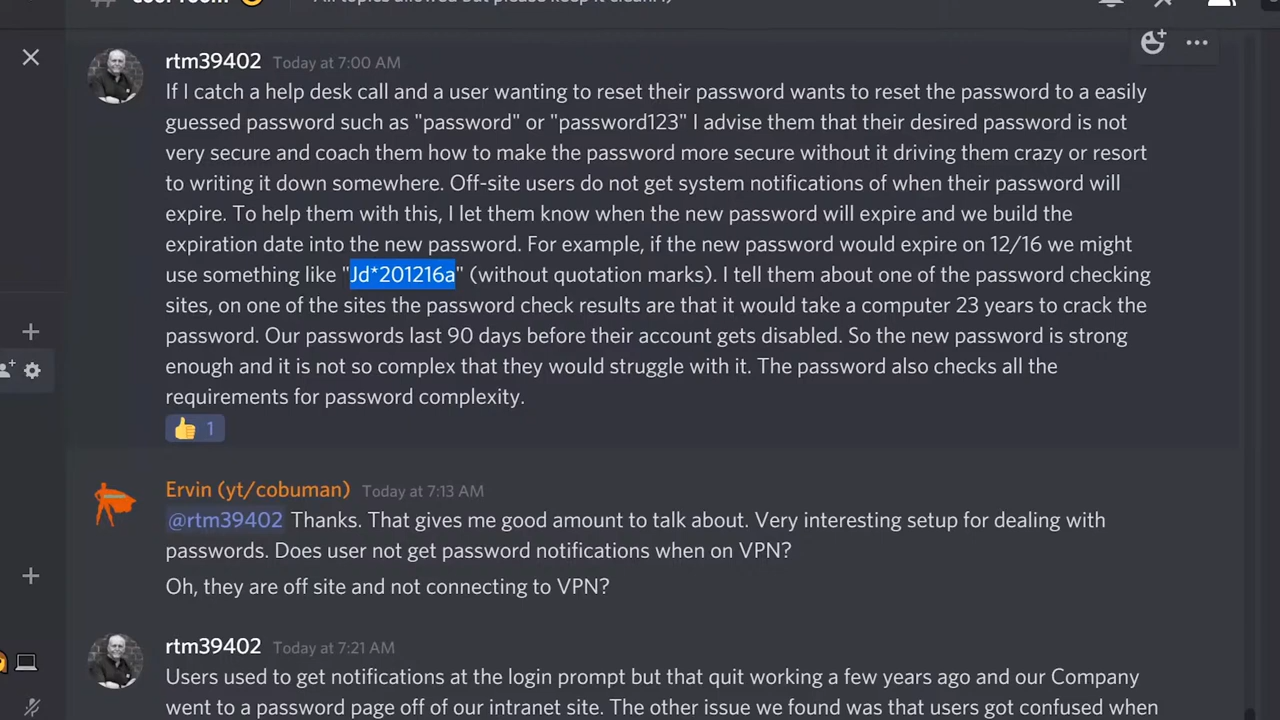 rtm39402 Today at 7:00 AM
If I catch a help desk call and a user wanting to reset their password wants to reset the password to a easily
guessed password such as "password" or "password123" I advise them that their desired password is not
very secure and coach them how to make the password more secure without it driving them crazy or resort
to writing it down somewhere. Off-site users do not get system notifications of when their password will
expire. To help them with this, I let them know when the new password will expire and we build the
expiration date into the new password. For example, if the new password would expire on 12/16 we might
use something like "Jd*201216a" (without quotation marks). I tell them about one of the password checking
sites, on one of the sites the password check results are that it would take a computer 23 years to crack the
password. Our passwords last 90 days before their account gets disabled. So the new password is strong
enough and it is not so complex that they would struggle with it. The password also checks all the
requirements for password complexity.
👍 1
Ervin (yt/cobuman) Today at 7:13 AM
@rtm39402 Thanks. That gives me good amount to talk about. Very interesting setup for dealing with
passwords. Does user not get password notifications when on VPN?
Oh, they are off site and not connecting to VPN?
rtm39402 Today at 7:21 AM
Users used to get notifications at the login prompt but that quit working a few years ago and our Company
went to a password page off of our intranet site. The other issue we found was that users got confused when